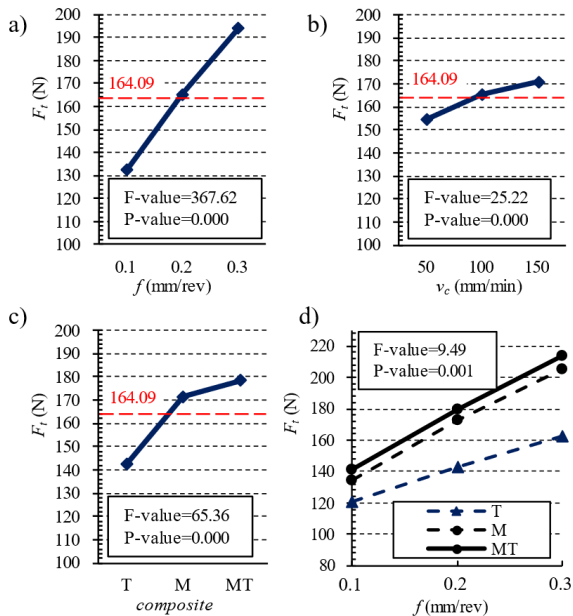 a)
200
190
180
170
160
150
140
130
120
110
100
F_t (N)
164.09
F-value=367.62
P-value=0.000
0.1 0.2 0.3
f (mm/rev)
b)
200
190
180
170
160
150
140
130
120
110
100
F_t (N)
164.09
F-value=25.22
P-value=0.000
50 100 150
v_c (mm/min)
c)
200
190
180
170
160
150
140
130
120
110
100
F_t (N)
164.09
F-value=65.36
P-value=0.000
T M MT
composite
d)
220
200
180
160
140
120
100
80
F_t (N)
F-value=9.49
P-value=0.001
T
M
MT
0.1 0.2 0.3
f (mm/rev)